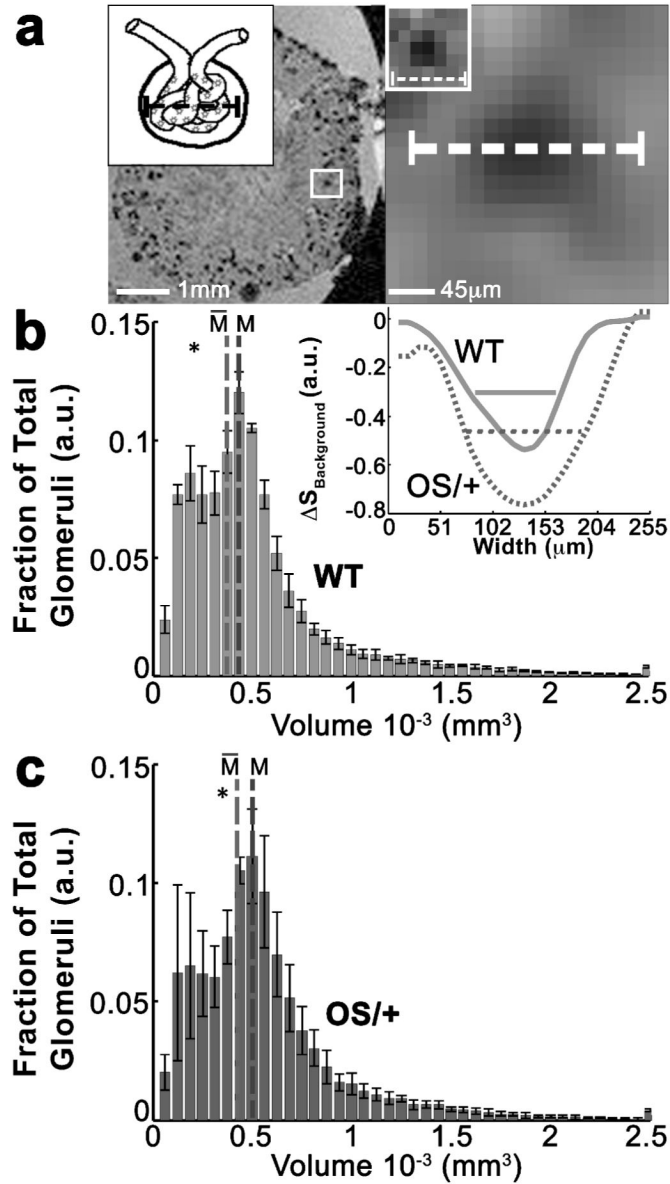 a
1mm
45μm
b
Fraction of Total
Glomeruli (a.u.)
0.15
0.1
0.05
0
M̅ M
*
WT
0 0.5 1 1.5 2 2.5
Volume 10⁻³ (mm³)
ΔS_Background (a.u.)
0
-0.2
-0.4
-0.6
-0.8
WT
OS/+
0 51 102 153 204 255
Width (μm)
c
Fraction of Total
Glomeruli (a.u.)
0.15
0.1
0.05
0
M̅ M
*
OS/+
0 0.5 1 1.5 2 2.5
Volume 10⁻³ (mm³)